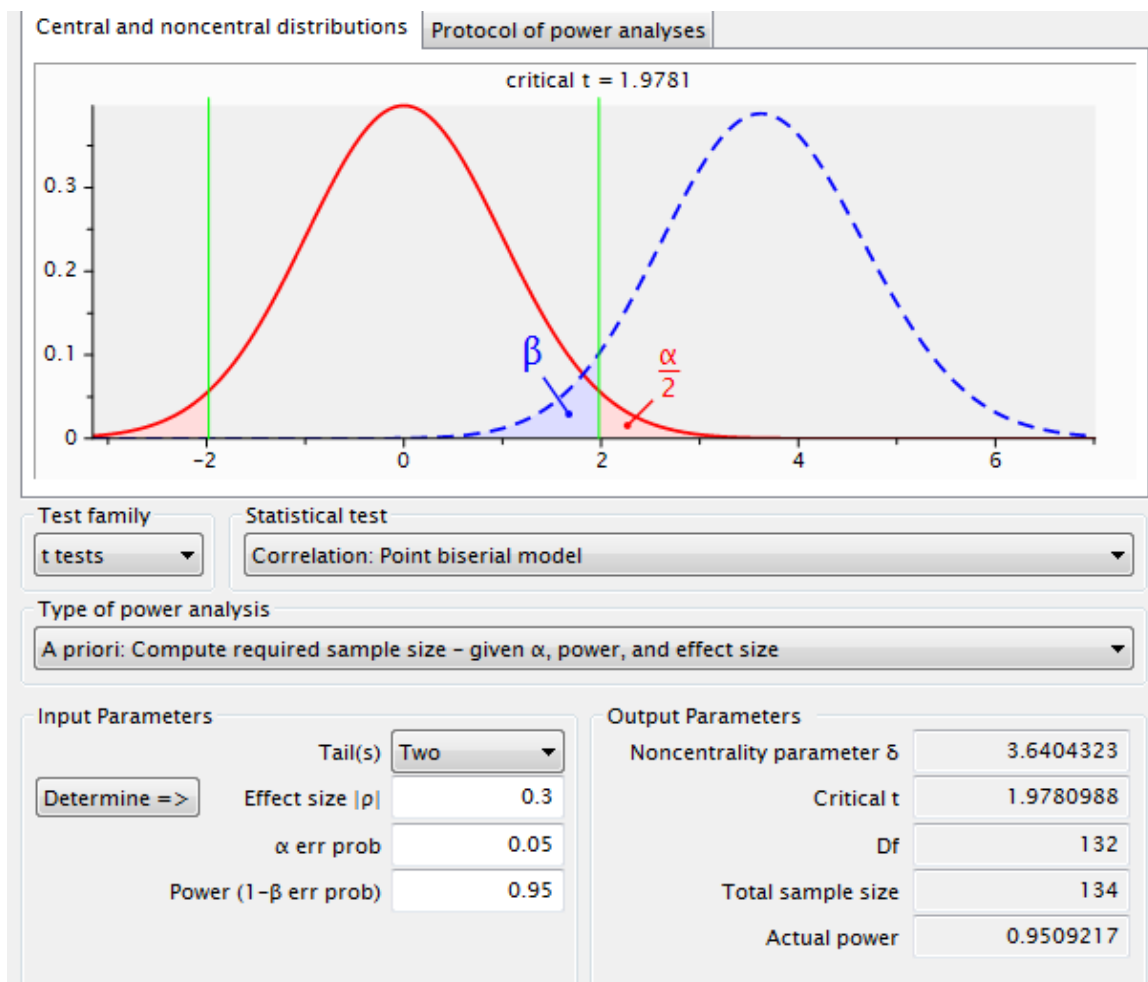 Central and noncentral distributions
Protocol of power analyses
critical t = 1.9781
0.3
0.2
0.1
0
β
α
2
-2
0
2
4
6
Test family
Statistical test
t tests
Correlation: Point biserial model
Type of power analysis
A priori: Compute required sample size – given α, power, and effect size
Input Parameters
Tail(s) Two
Determine => Effect size |ρ| 0.3
α err prob 0.05
Power (1-β err prob) 0.95
Output Parameters
Noncentrality parameter δ 3.6404323
Critical t 1.9780988
Df 132
Total sample size 134
Actual power 0.9509217